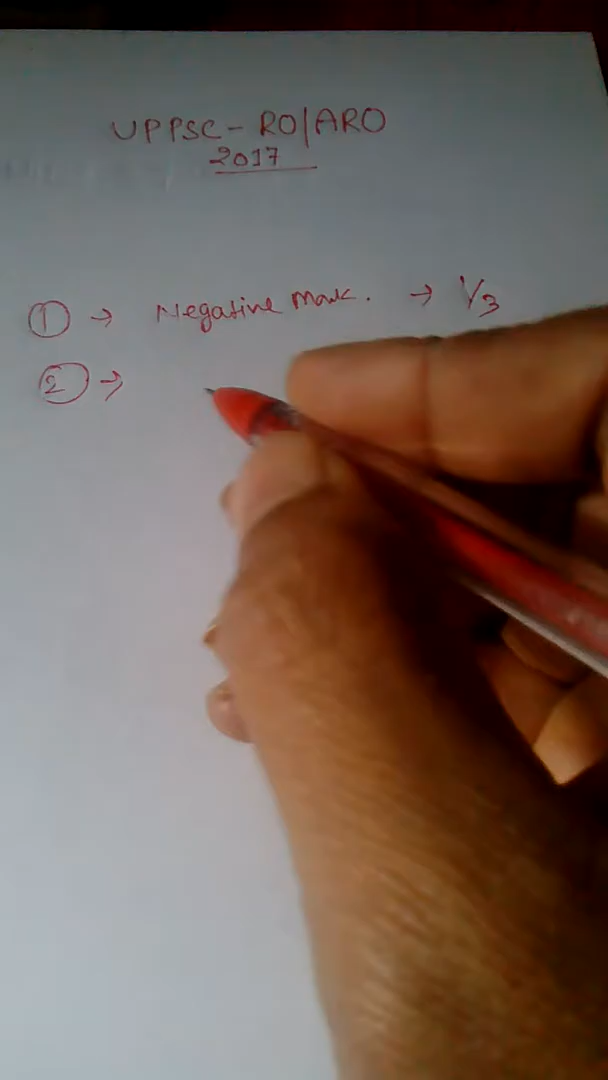 UPPSC - RO/ARO
2017
① → Negative Mark. → 1/3
② →